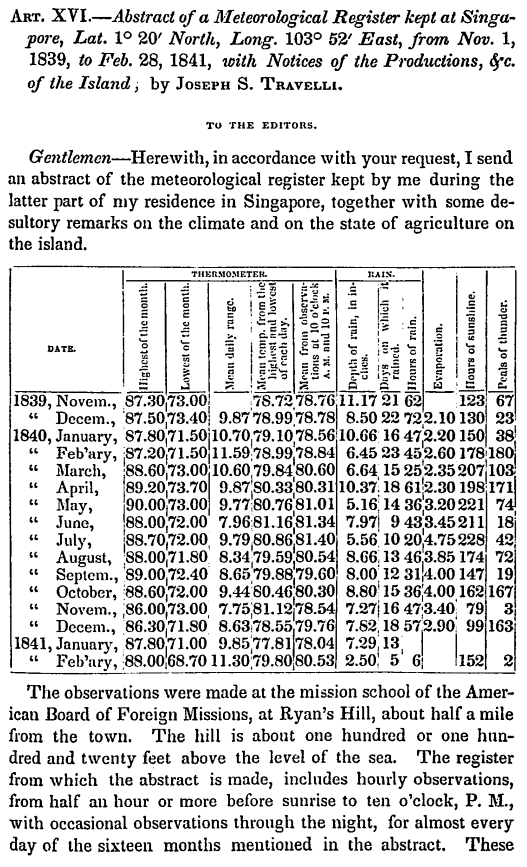 ART. XVI.—Abstract of a Meteorological Register kept at Singa-
pore, Lat. 1° 20′ North, Long. 103° 52′ East, from Nov. 1,
1839, to Feb. 28, 1841, with Notices of the Productions, &c.
of the Island; by JOSEPH S. TRAVELLI.
TO THE EDITORS.
Gentlemen—Herewith, in accordance with your request, I send
an abstract of the meteorological register kept by me during the
latter part of my residence in Singapore, together with some de-
sultory remarks on the climate and on the state of agriculture on
the island.
THERMOMETER. RAIN.
DATE. Highest of the month. Lowest of the month. Mean daily range. Mean temp. from the highest and lowest of each day. Mean from observations at 10 o'clock A. M. and 10 P. M. Depth of rain, in inches. Days on which it rained. Hours of rain. Evaporation. Hours of sunshine. Peals of thunder.
1839, Novem., 87.30 73.00 78.72 78.76 11.17 21 62 123 67
“ Decem., 87.50 73.40 9.87 78.99 78.78 8.50 22 72 2.10 130 23
1840, January, 87.80 71.50 10.70 79.10 78.56 10.66 16 47 2.20 150 38
“ Feb'ary, 87.20 71.50 11.59 78.99 78.84 6.45 23 45 2.60 178 180
“ March, 88.60 73.00 10.60 79.84 80.60 6.64 15 25 2.35 207 103
“ April, 89.20 73.70 9.87 80.33 80.31 10.37 18 61 2.30 198 171
“ May, 90.00 73.00 9.77 80.76 81.01 5.16 14 36 3.20 221 74
“ June, 88.00 72.00 7.96 81.16 81.34 7.97 9 43 3.45 211 18
“ July, 88.70 72.00 9.79 80.86 81.40 5.56 10 20 4.75 228 42
“ August, 88.00 71.80 8.34 79.59 80.54 8.66 13 46 3.85 174 72
“ Septem., 89.00 72.40 8.65 79.88 79.60 8.00 12 31 4.00 147 19
“ October, 88.60 72.00 9.44 80.46 80.30 8.80 15 36 4.00 162 167
“ Novem., 86.00 73.00 7.75 81.12 78.54 7.27 16 47 3.40 79 3
“ Decem., 86.30 71.80 8.63 78.55 79.76 7.82 18 57 2.90 99 163
1841, January, 87.80 71.00 9.85 77.81 78.04 7.29 13
“ Feb'ary, 88.00 68.70 11.30 79.80 80.53 2.50 5 6 152 2
The observations were made at the mission school of the Amer-
ican Board of Foreign Missions, at Ryan's Hill, about half a mile
from the town. The hill is about one hundred or one hun-
dred and twenty feet above the level of the sea. The register
from which the abstract is made, includes hourly observations,
from half an hour or more before sunrise to ten o'clock, P. M.,
with occasional observations through the night, for almost every
day of the sixteen months mentioned in the abstract. These